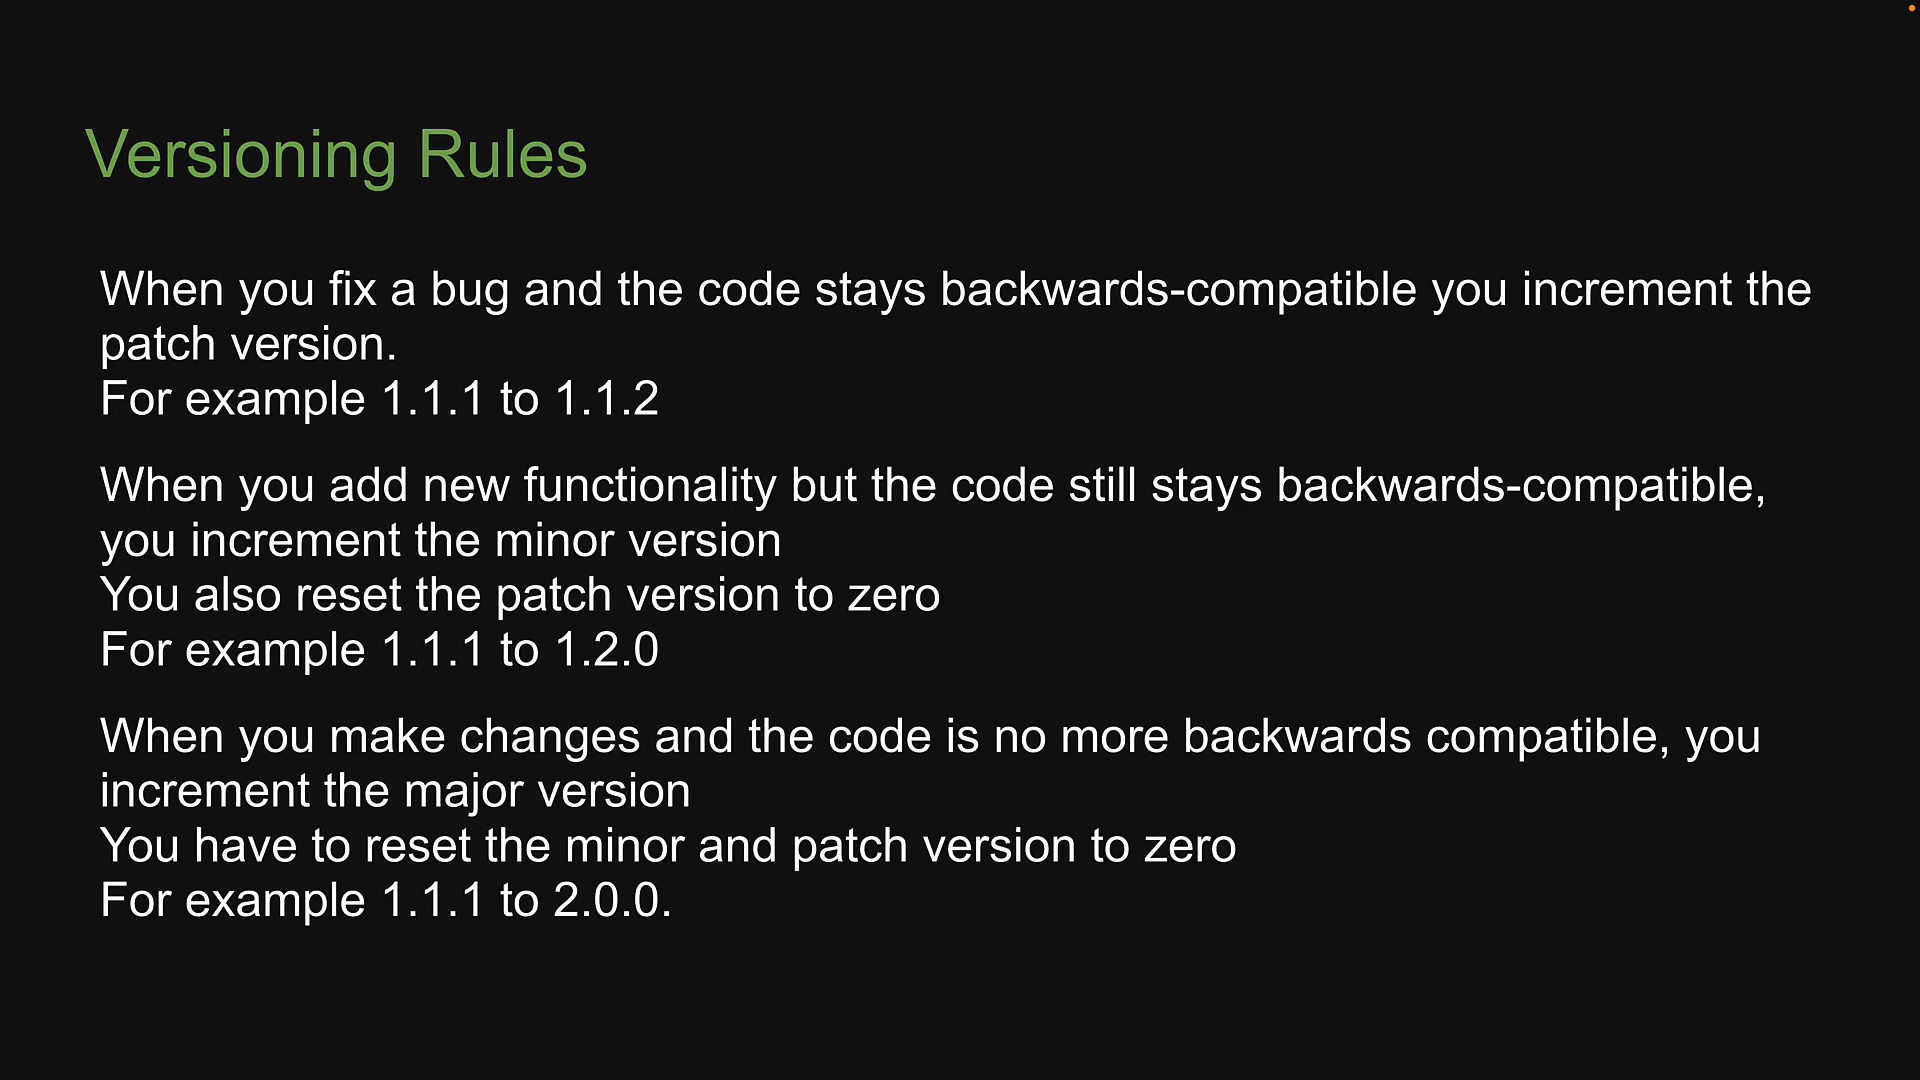 Versioning Rules
When you fix a bug and the code stays backwards-compatible you increment the
patch version.
For example 1.1.1 to 1.1.2
When you add new functionality but the code still stays backwards-compatible,
you increment the minor version
You also reset the patch version to zero
For example 1.1.1 to 1.2.0
When you make changes and the code is no more backwards compatible, you
increment the major version
You have to reset the minor and patch version to zero
For example 1.1.1 to 2.0.0.